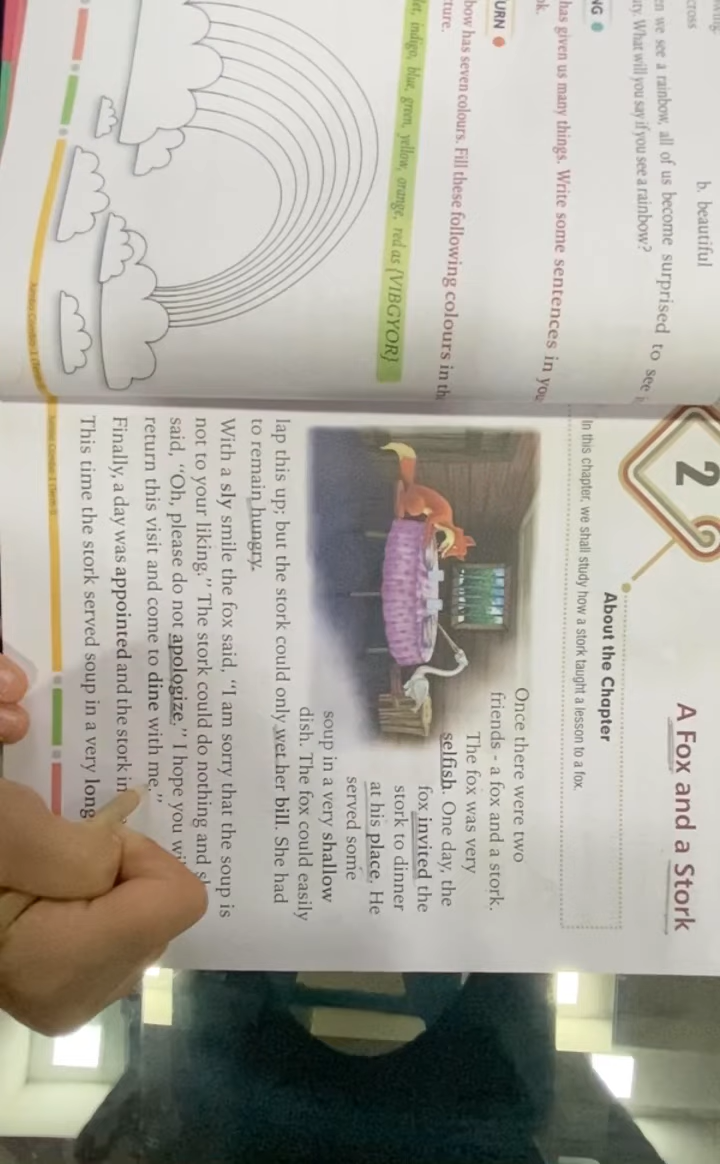 b. beautiful
cross
en we see a rainbow, all of us become surprised to see
What will you say if you see a rainbow?
NG
has given us many things. Write some sentences in you
URN
bow has seven colours. Fill these following colours in th
ture.
let, indigo, blue, green, yellow, orange, red as {VIBGYOR}
2
A Fox and a Stork
About the Chapter
In this chapter, we shall study how a stork taught a lesson to a fox.
Once there were two
friends - a fox and a stork.
The fox was very
selfish. One day, the
fox invited the
stork to dinner
at his place. He
served some
soup in a very shallow
dish. The fox could easily
lap this up; but the stork could only wet her bill. She had
to remain hungry.
With a sly smile the fox said, "I am sorry that the soup is
not to your liking." The stork could do nothing and
said, "Oh, please do not apologize." I hope you
return this visit and come to dine with me."
Finally, a day was appointed and the stork
This time the stork served soup in a very long